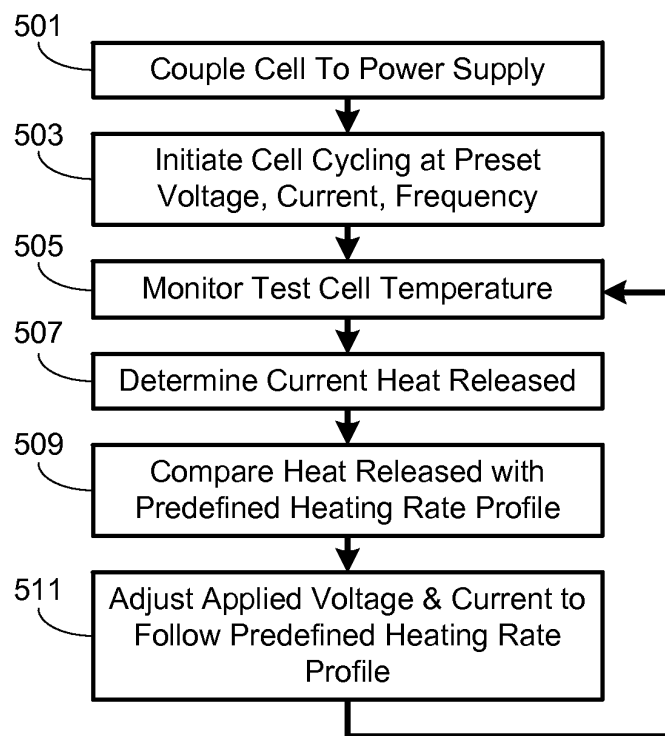 501
Couple Cell To Power Supply
503
Initiate Cell Cycling at Preset
Voltage, Current, Frequency
505
Monitor Test Cell Temperature
507
Determine Current Heat Released
509
Compare Heat Released with
Predefined Heating Rate Profile
511
Adjust Applied Voltage & Current to
Follow Predefined Heating Rate
Profile